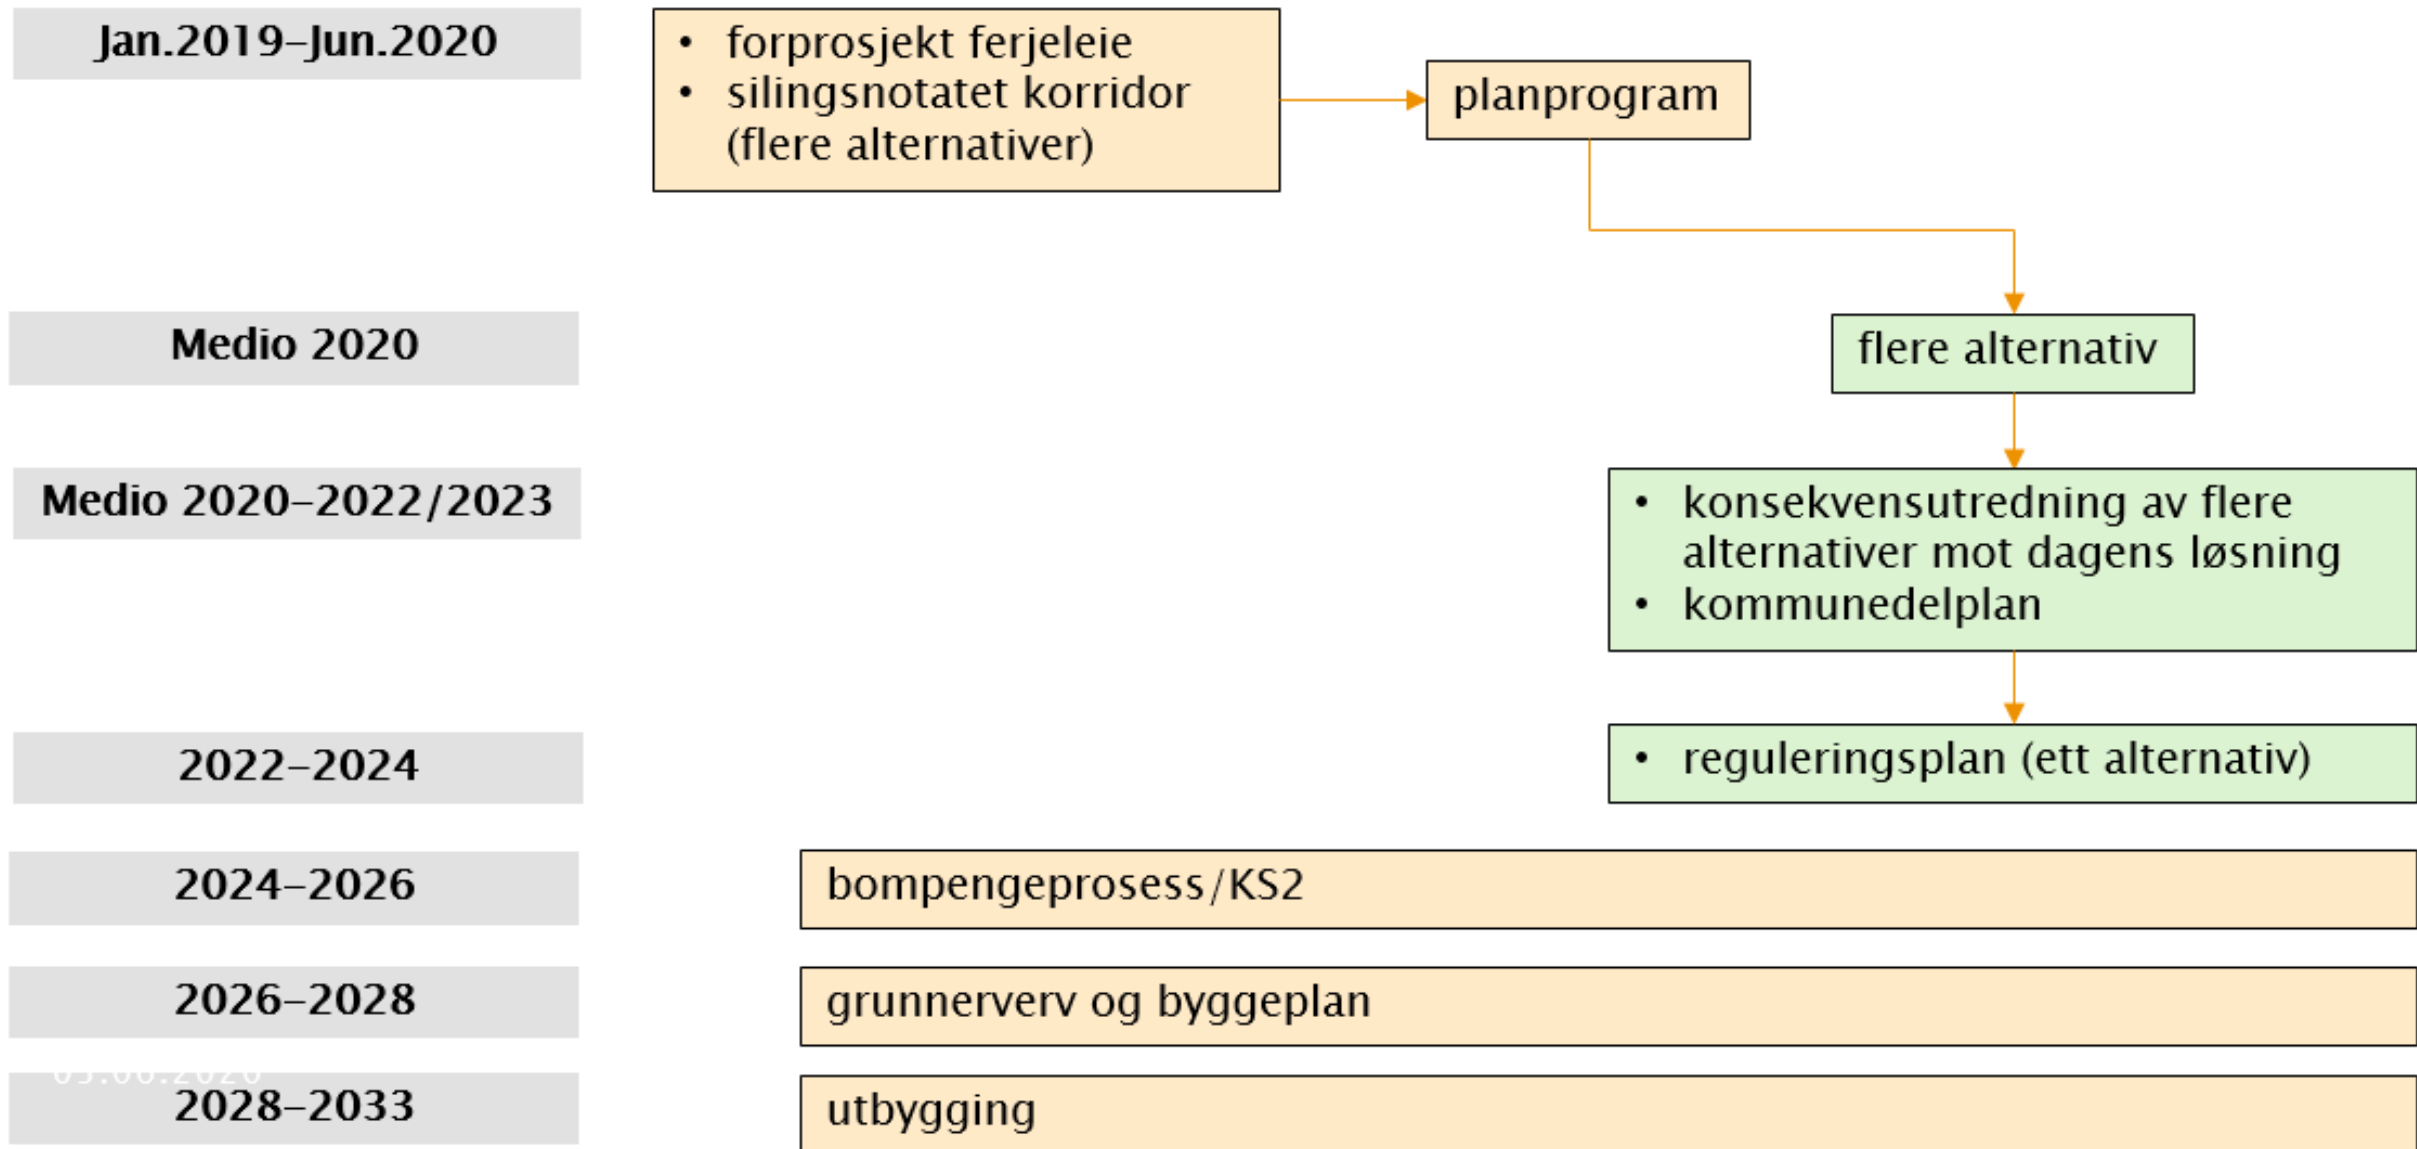 Jan.2019–Jun.2020
• forprosjekt ferjeleie
• silingsnotatet korridor
(flere alternativer)
planprogram
Medio 2020
flere alternativ
Medio 2020–2022/2023
• konsekvensutredning av flere
alternativer mot dagens løsning
• kommunedelplan
2022–2024
• reguleringsplan (ett alternativ)
2024–2026
bompengeprosess/KS2
2026–2028
grunnerverv og byggeplan
2028–2033
utbygging